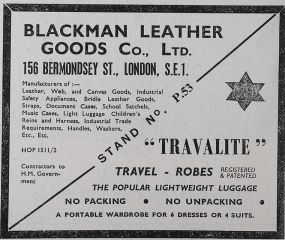 BLACKMAN LEATHER
GOODS CO., LTD.
156 BERMONDSEY ST., LONDON, S.E.1.
Manufacturers of :—
Leather, Web, and Canvas Goods, Industrial
Safety Appliances, Bridle Leather Goods,
Straps, Document Cases, School Satchels,
Music Cases, Light Luggage Children's
Reins and Harness, Industrial Trade
Requirements, Handles, Washers,
Etc., Etc.
HOP 1511/2
Contractors to
H.M. Govern-
ment
STAND NO. P.53
"TRAVALITE"
TRAVEL - ROBES REGISTERED
& PATENTED
THE POPULAR LIGHTWEIGHT LUGGAGE
NO PACKING • NO UNPACKING •
A PORTABLE WARDROBE FOR 6 DRESSES OR 4 SUITS.